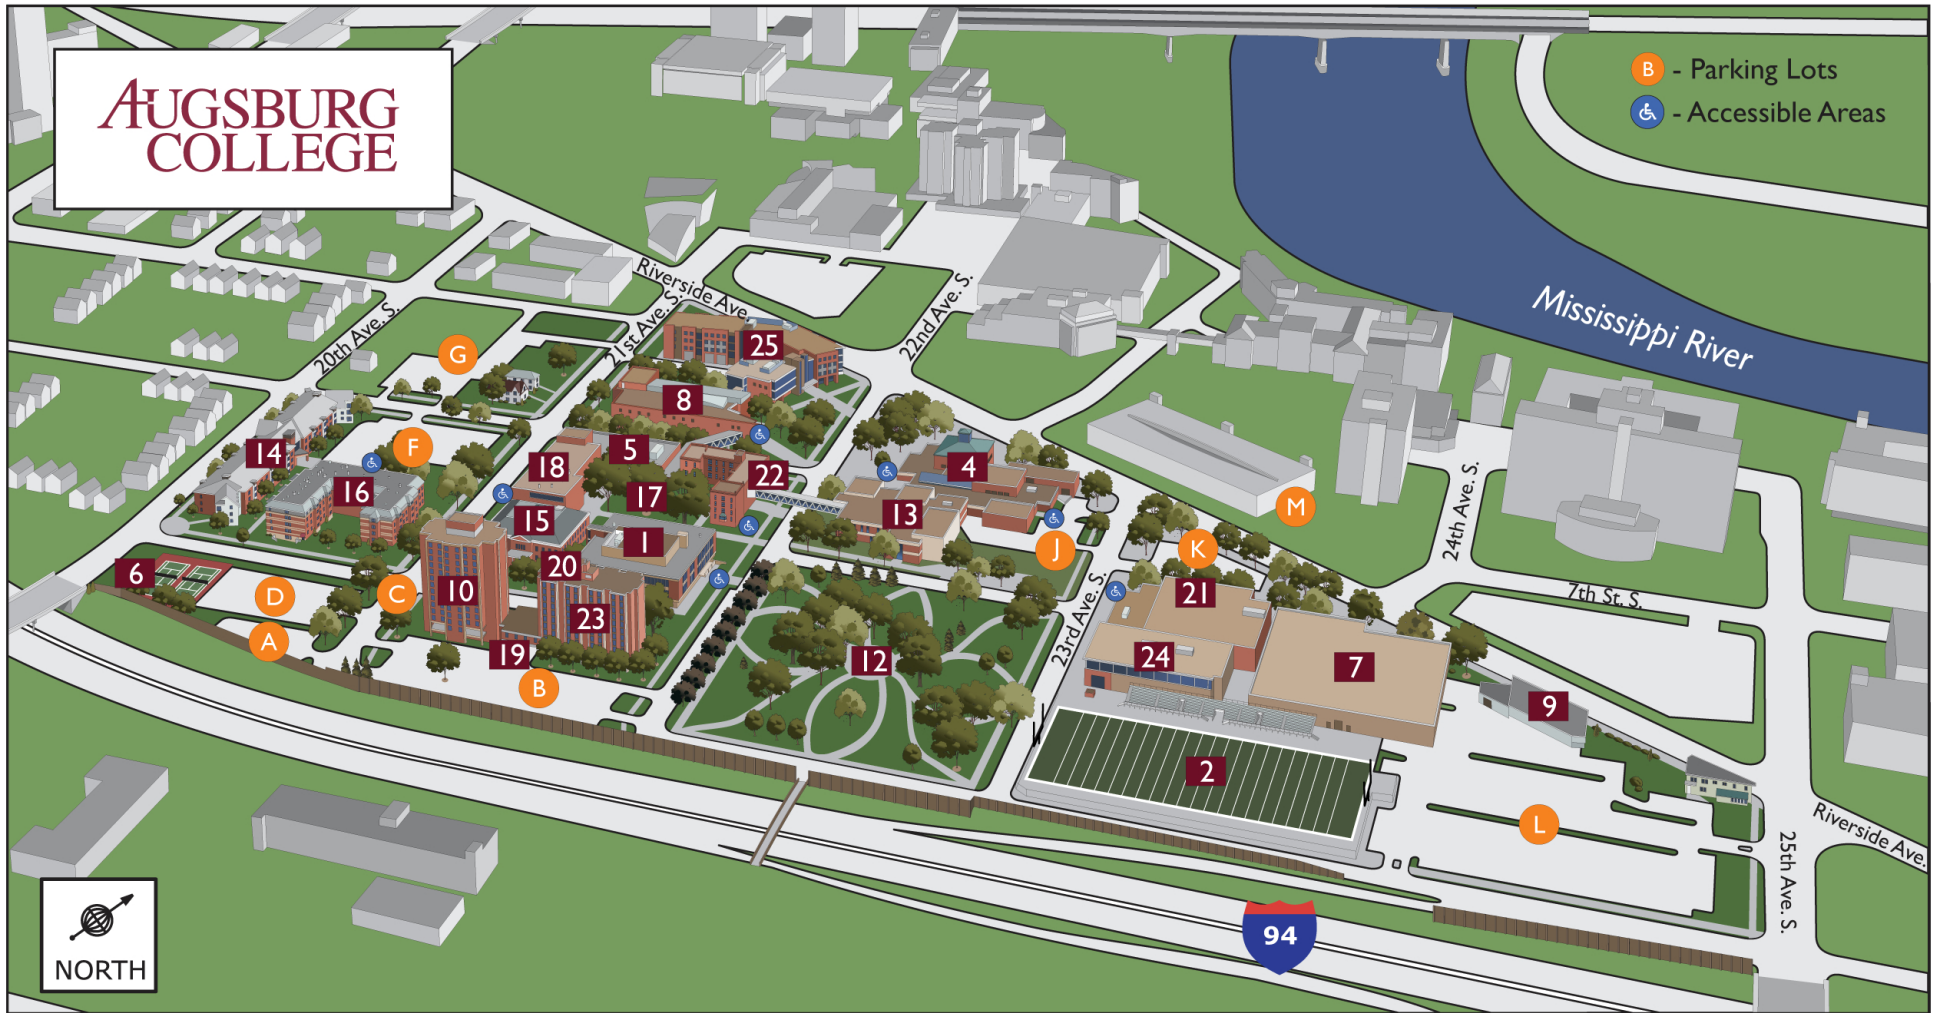 AUGSBURG
COLLEGE
B - Parking Lots
- Accessible Areas
Mississippi River
Riverside Ave.
20th Ave. S.
21st Ave. S.
22nd Ave. S.
23rd Ave. S.
24th Ave. S.
7th St. S.
25th Ave. S.
Riverside Ave.
G
25
8
F
14
16
18
5
17
22
4
13
M
15
1
20
J
K
6
D
C
10
23
21
A
19
B
12
24
7
9
2
L
94
NORTH